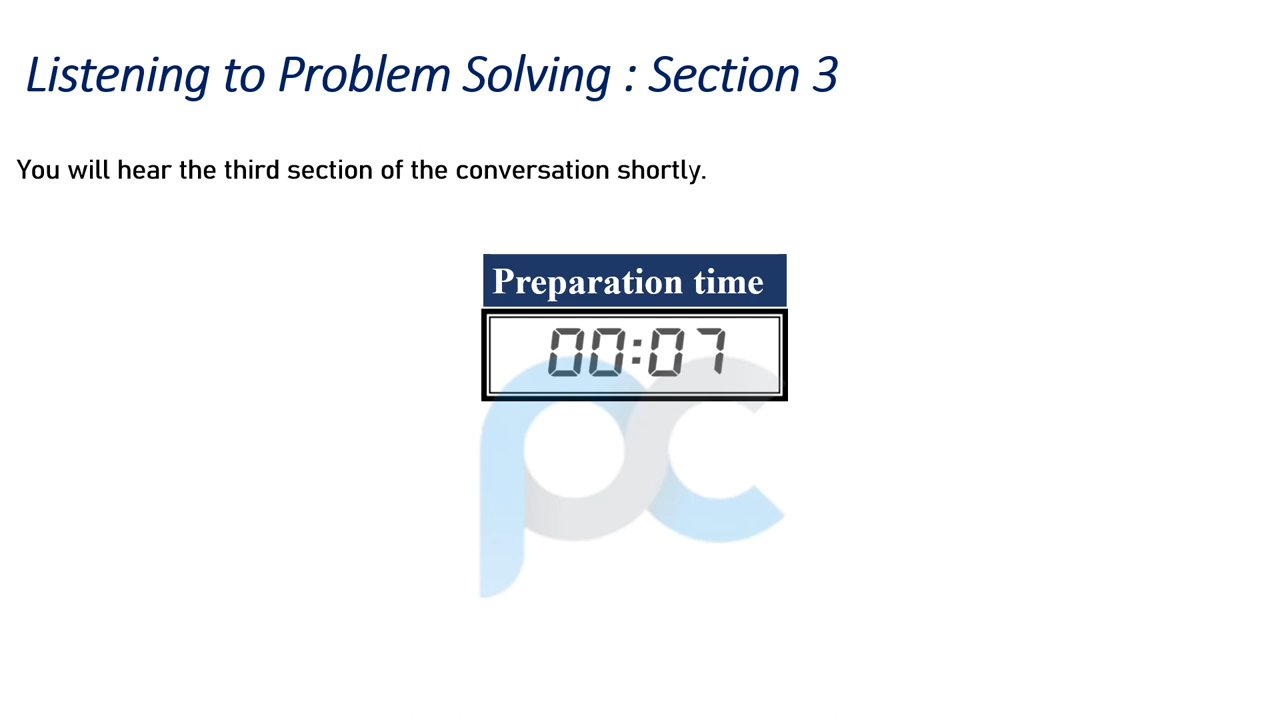 Listening to Problem Solving : Section 3
You will hear the third section of the conversation shortly.
Preparation time
00:07
pc